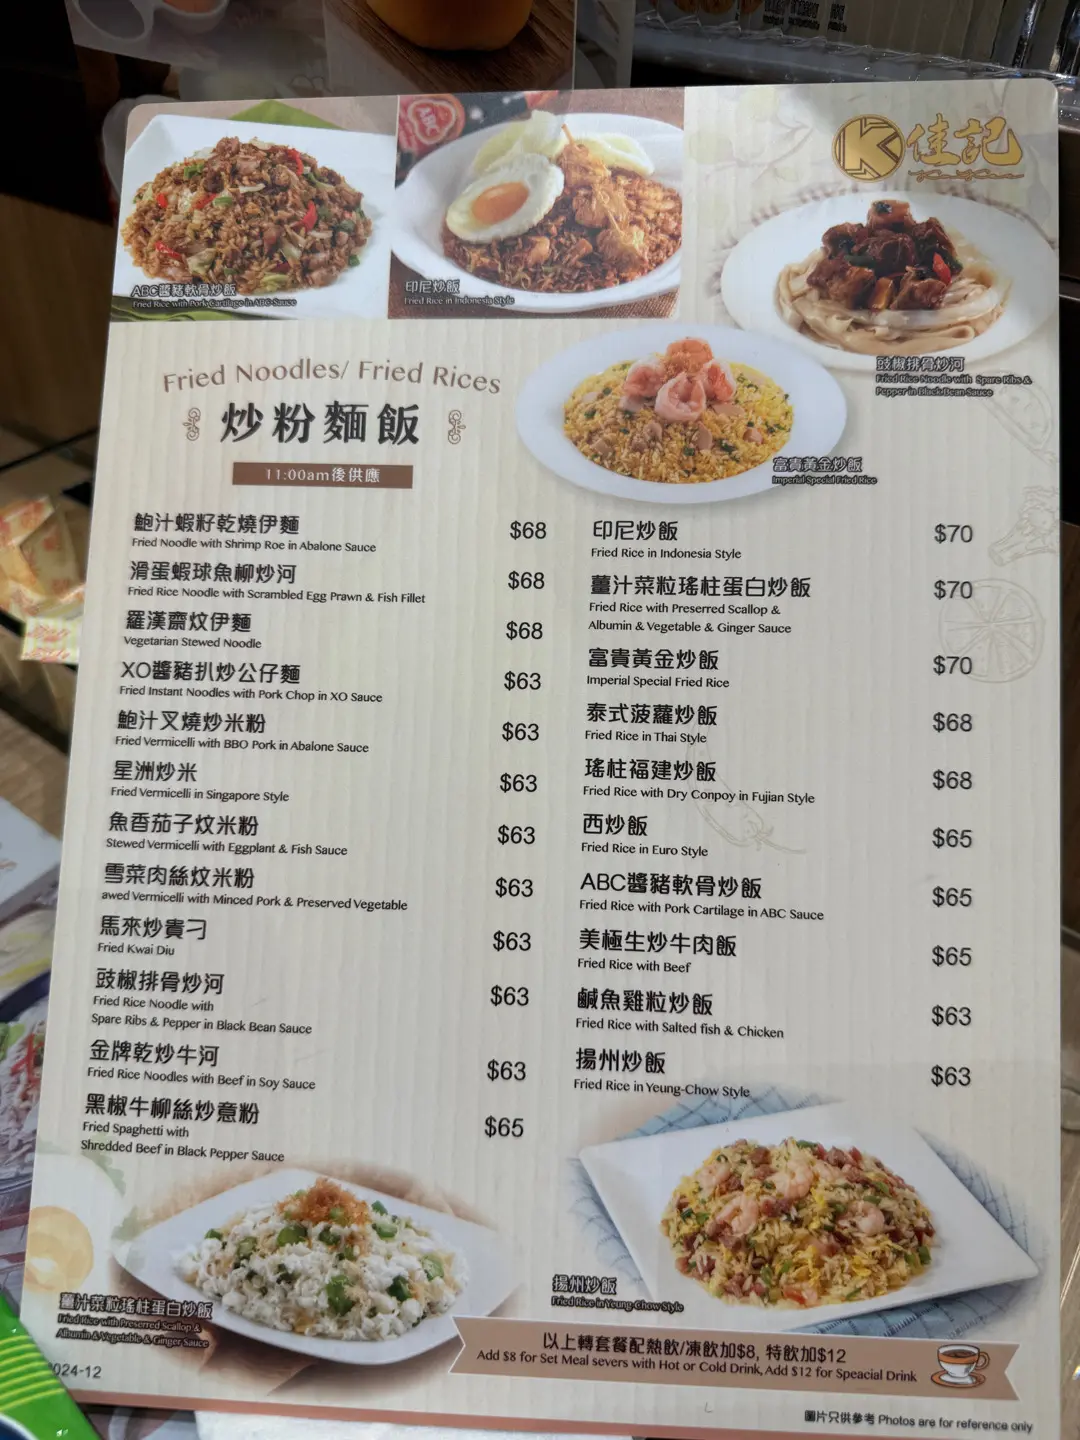 佳記
ABC醬豬軟骨炒飯
Fried Rice with Pork Cartilage in ABC Sauce
印尼炒飯
Fried Rice in Indonesia Style
豉椒排骨炒河
Fried Rice Noodle with Spare Ribs &
Pepper in Black Bean Sauce
富貴黃金炒飯
Imperial Special Fried Rice
Fried Noodles/ Fried Rices
炒粉麵飯
11:00am後供應
鮑汁蝦籽乾燒伊麵 $68
Fried Noodle with Shrimp Roe in Abalone Sauce
滑蛋蝦球魚柳炒河 $68
Fried Rice Noodle with Scrambled Egg Prawn & Fish Fillet
羅漢齋炆伊麵 $68
Vegetarian Stewed Noodle
XO醬豬扒炒公仔麵 $63
Fried Instant Noodles with Pork Chop in XO Sauce
鮑汁叉燒炒米粉 $63
Fried Vermicelli with BBO Pork in Abalone Sauce
星洲炒米 $63
Fried Vermicelli in Singapore Style
魚香茄子炆米粉 $63
Stewed Vermicelli with Eggplant & Fish Sauce
雪菜肉絲炆米粉 $63
awed Vermicelli with Minced Pork & Preserved Vegetable
馬來炒貴刁 $63
Fried Kwai Diu
豉椒排骨炒河 $63
Fried Rice Noodle with
Spare Ribs & Pepper in Black Bean Sauce
金牌乾炒牛河 $63
Fried Rice Noodles with Beef in Soy Sauce
黑椒牛柳絲炒意粉 $65
Fried Spaghetti with
Shredded Beef in Black Pepper Sauce
印尼炒飯 $70
Fried Rice in Indonesia Style
薑汁菜粒瑤柱蛋白炒飯 $70
Fried Rice with Preserred Scallop &
Albumin & Vegetable & Ginger Sauce
富貴黃金炒飯 $70
Imperial Special Fried Rice
泰式菠蘿炒飯 $68
Fried Rice in Thai Style
瑤柱福建炒飯 $68
Fried Rice with Dry Conpoy in Fujian Style
西炒飯 $65
Fried Rice in Euro Style
ABC醬豬軟骨炒飯 $65
Fried Rice with Pork Cartilage in ABC Sauce
美極生炒牛肉飯 $65
Fried Rice with Beef
鹹魚雞粒炒飯 $63
Fried Rice with Salted fish & Chicken
揚州炒飯 $63
Fried Rice in Yeung-Chow Style
薑汁菜粒瑤柱蛋白炒飯
Fried Rice with Preserred Scallop &
Albumin & Vegetable & Ginger Sauce
揚州炒飯
Fried Rice in Yeung-Chow Style
以上轉套餐配熱飲/凍飲加$8, 特飲加$12
Add $8 for Set Meal severs with Hot or Cold Drink, Add $12 for Speacial Drink
2024-12
圖片只供參考 Photos are for reference only